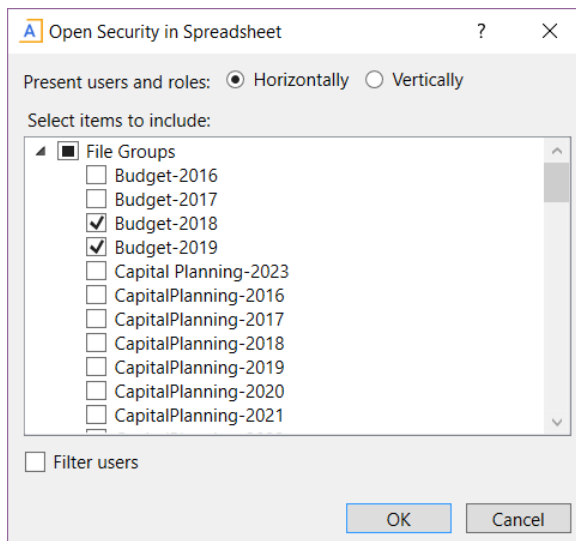 A Open Security in Spreadsheet ?
Present users and roles: Horizontally Vertically
Select items to include:
File Groups
Budget-2016
Budget-2017
Budget-2018
Budget-2019
Capital Planning-2023
CapitalPlanning-2016
CapitalPlanning-2017
CapitalPlanning-2018
CapitalPlanning-2019
CapitalPlanning-2020
CapitalPlanning-2021
Filter users
OK Cancel